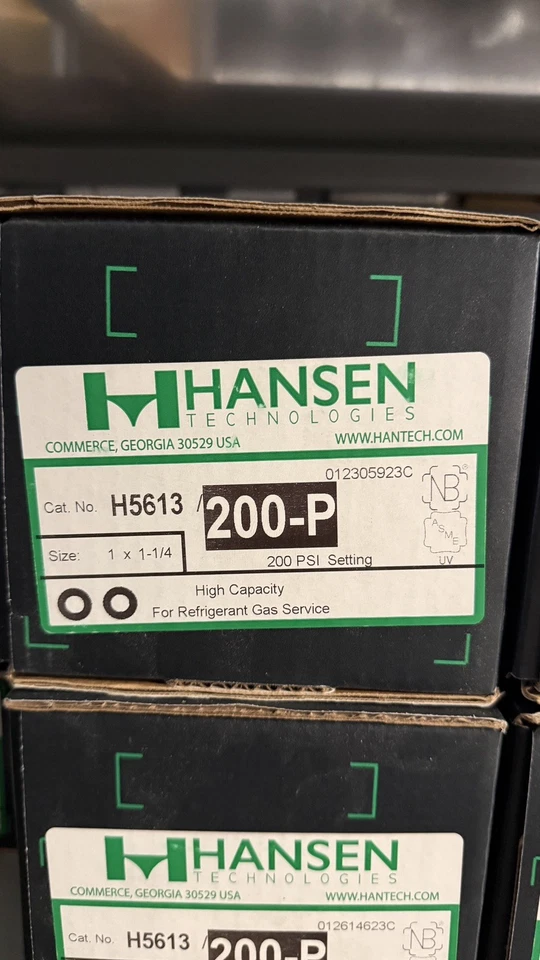 HANSEN
TECHNOLOGIES
COMMERCE, GEORGIA 30529 USA WWW.HANTECH.COM
012305923C
Cat. No. H5613 / 200-P
NB®
ASME
UV
Size: 1 x 1-1/4
200 PSI Setting
High Capacity
For Refrigerant Gas Service
HANSEN
TECHNOLOGIES
COMMERCE, GEORGIA 30529 USA WWW.HANTECH.COM
012614623C
Cat. No. H5613 / 200-P
NB